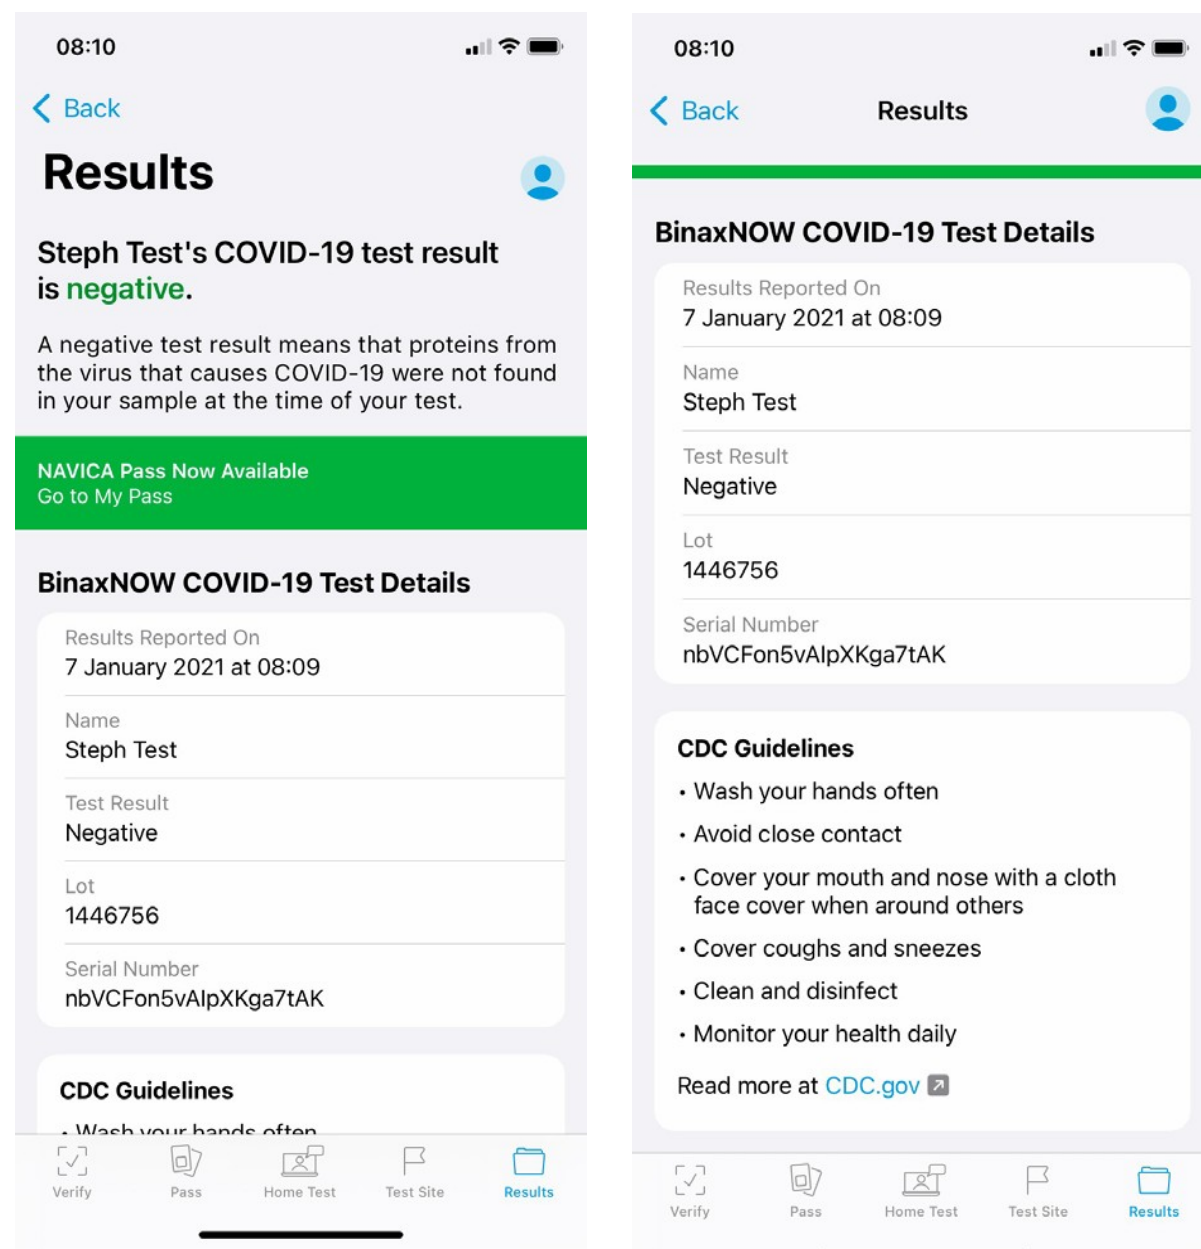 08:10
Back
Results
Steph Test's COVID-19 test result
is negative.
A negative test result means that proteins from
the virus that causes COVID-19 were not found
in your sample at the time of your test.
NAVICA Pass Now Available
Go to My Pass
BinaxNOW COVID-19 Test Details
Results Reported On
7 January 2021 at 08:09
Name
Steph Test
Test Result
Negative
Lot
1446756
Serial Number
nbVCFon5vAlpXKga7tAK
CDC Guidelines
• Wash your hands often
Verify Pass Home Test Test Site Results
08:10
Back Results
BinaxNOW COVID-19 Test Details
Results Reported On
7 January 2021 at 08:09
Name
Steph Test
Test Result
Negative
Lot
1446756
Serial Number
nbVCFon5vAlpXKga7tAK
CDC Guidelines
• Wash your hands often
• Avoid close contact
• Cover your mouth and nose with a cloth
face cover when around others
• Cover coughs and sneezes
• Clean and disinfect
• Monitor your health daily
Read more at CDC.gov
Verify Pass Home Test Test Site Results